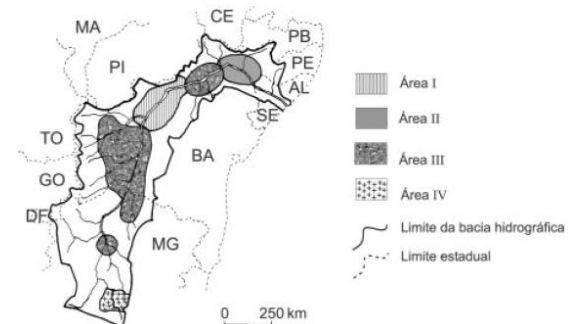 CE
MA
PB
PI
PE
AL
SE
TO
BA
GO
DF
MG
0 250 km
Área I
Área II
Área III
Área IV
Limite da bacia hidrográfica
Limite estadual